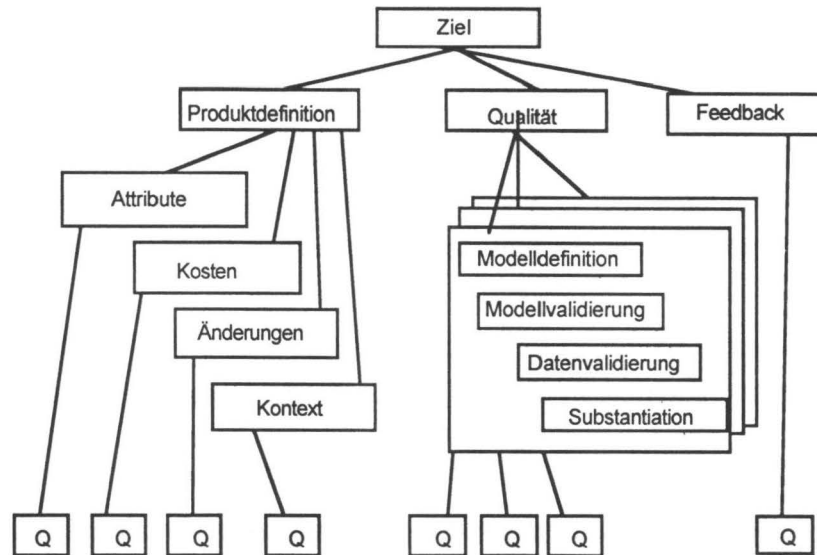 Ziel
Produktdefinition
Qualität
Feedback
Attribute
Kosten
Änderungen
Kontext
Modelldefinition
Modellvalidierung
Datenvalidierung
Substantiation
Q Q Q Q Q Q Q Q